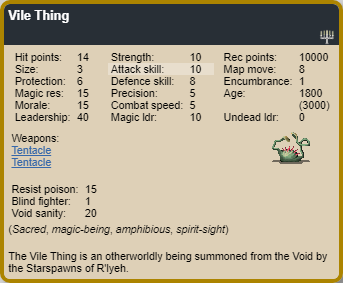 Vile Thing
Hit points: 14 Strength: 10 Rec points: 10000
Size: 3 Attack skill: 10 Map move: 8
Protection: 6 Defence skill: 8 Encumbrance: 1
Magic res: 15 Precision: 5 Age: 1800
Morale: 15 Combat speed: 5 (3000)
Leadership: 40 Magic ldr: 10 Undead ldr: 0
Weapons:
Tentacle
Tentacle
Resist poison: 15
Blind fighter: 1
Void sanity: 20
(Sacred, magic-being, amphibious, spirit-sight)
The Vile Thing is an otherworldly being summoned from the Void by
the Starspawns of R'lyeh.